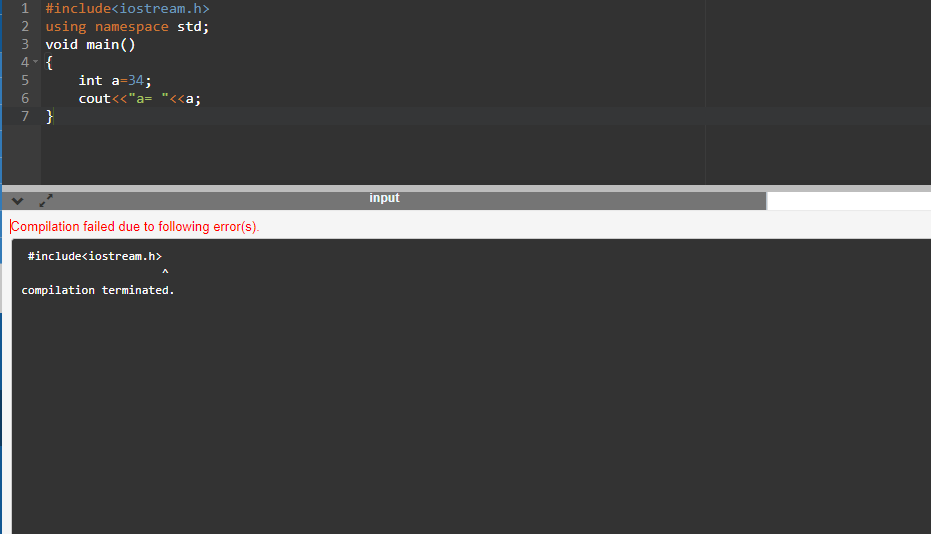 1 #include<iostream.h>
2 using namespace std;
3 void main()
4 {
5 int a=34;
6 cout<<"a= "<<a;
7 }
input
Compilation failed due to following error(s).
#include<iostream.h>
^
compilation terminated.